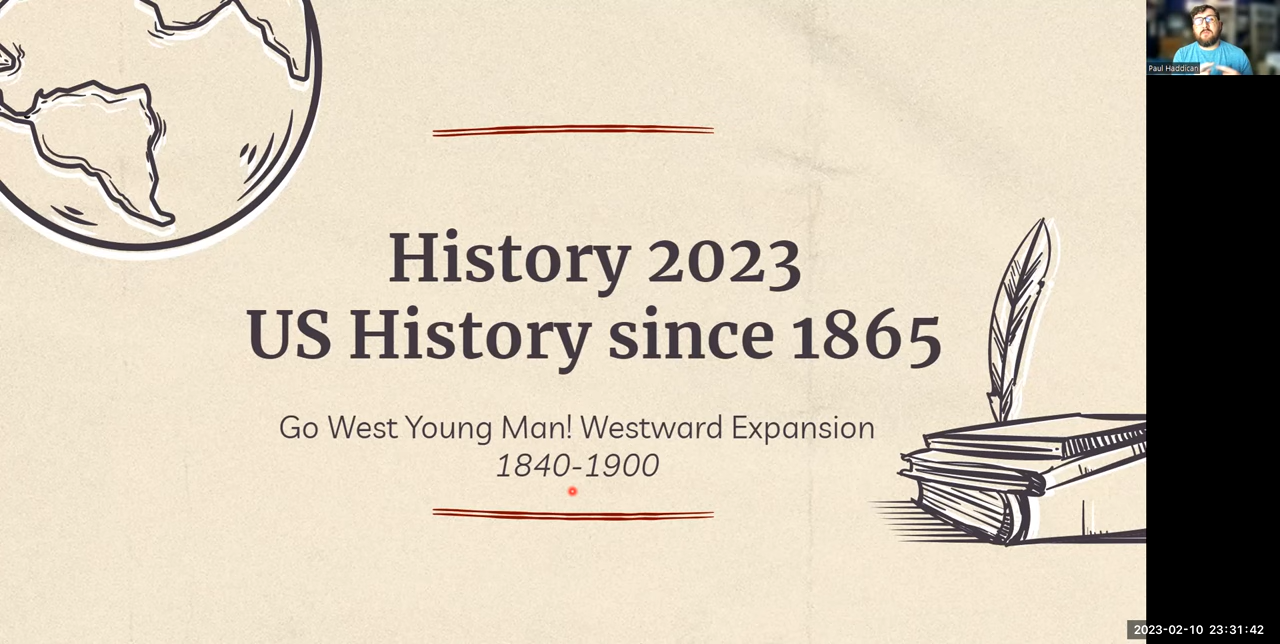 History 2023
US History since 1865
Go West Young Man! Westward Expansion
1840-1900
Paul Haddican
2023-02-10 23:31:42